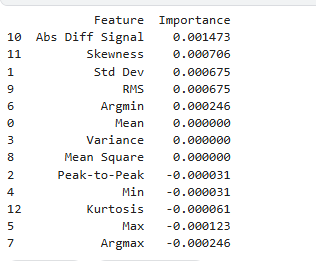 Feature Importance
10 Abs Diff Signal 0.001473
11 Skewness 0.000706
1 Std Dev 0.000675
9 RMS 0.000675
6 Argmin 0.000246
0 Mean 0.000000
3 Variance 0.000000
8 Mean Square 0.000000
2 Peak-to-Peak -0.000031
4 Min -0.000031
12 Kurtosis -0.000061
5 Max -0.000123
7 Argmax -0.000246